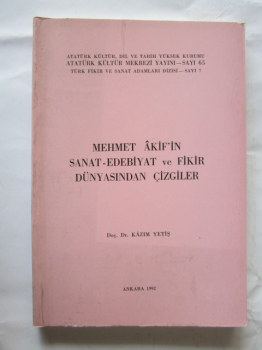 ATATÜRK KÜLTÜR, DİL VE TARİH YÜKSEK KURUMU
ATATÜRK KÜLTÜR MERKEZİ YAYINI — SAYI 65
TÜRK FİKİR VE SANAT ADAMLARI DİZİSİ — SAYI 7
MEHMET ÂKİF'İN
SANAT-EDEBİYAT ve FİKİR
DÜNYASINDAN ÇİZGİLER
Doç. Dr. KÂZIM YETİŞ
ANKARA 1992